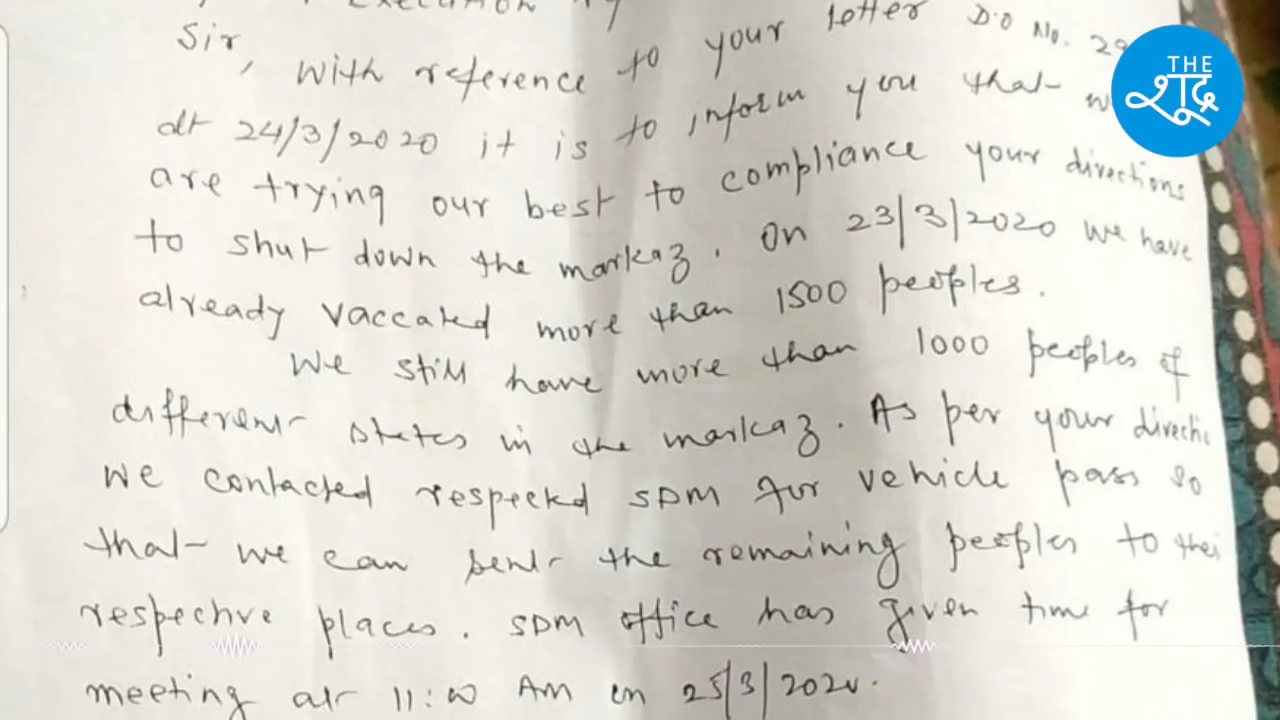 Execution
Sir, With reference to your letter D.O No.
dt 24/3/2020 it is to inform you that
are trying our best to compliance your directions
to shut down the markaz. On 23/3/2020 we have
already vaccated more than 1500 peoples.
We still have more than 1000 peoples of
different states in the markaz. As per your
we contacted respected SDM for vehicle pass so
that we can sent the remaining peoples to
respective places. SDM office has given time for
meeting at 11:00 AM on 25/3/2020.
THE
शब्द